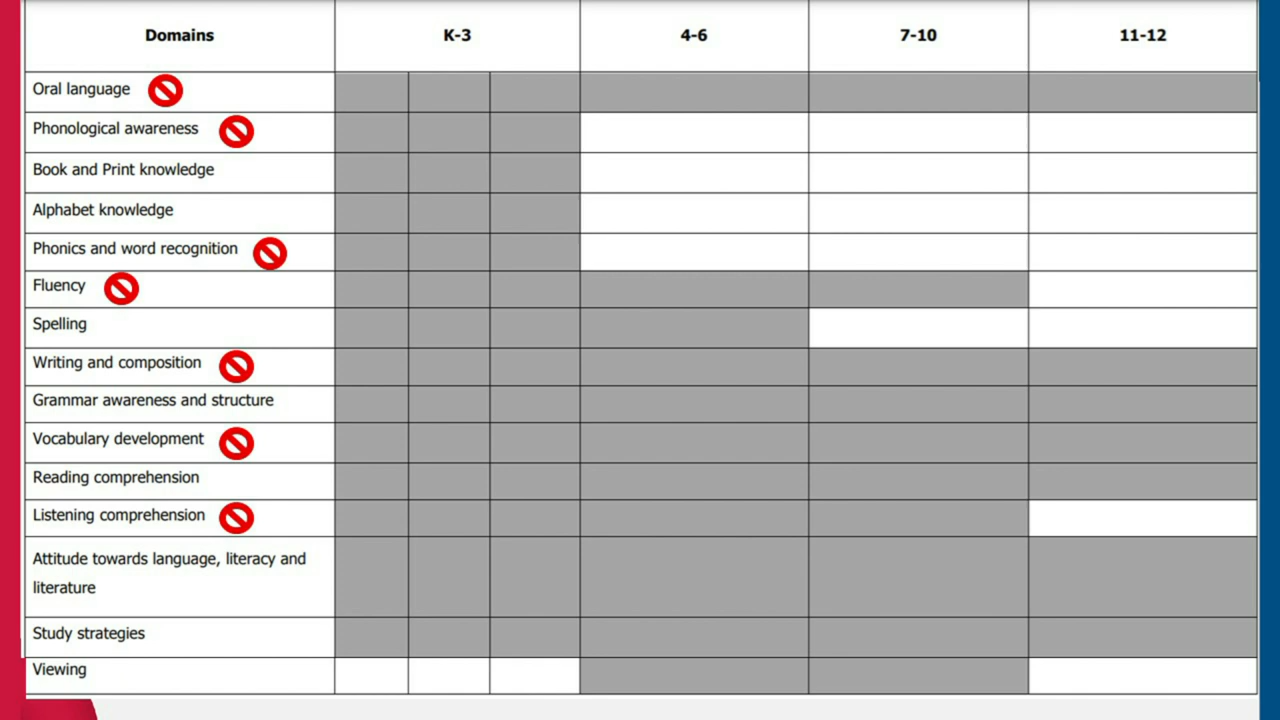 Domains K-3 4-6 7-10 11-12
Oral language
Phonological awareness
Book and Print knowledge
Alphabet knowledge
Phonics and word recognition
Fluency
Spelling
Writing and composition
Grammar awareness and structure
Vocabulary development
Reading comprehension
Listening comprehension
Attitude towards language, literacy and
literature
Study strategies
Viewing